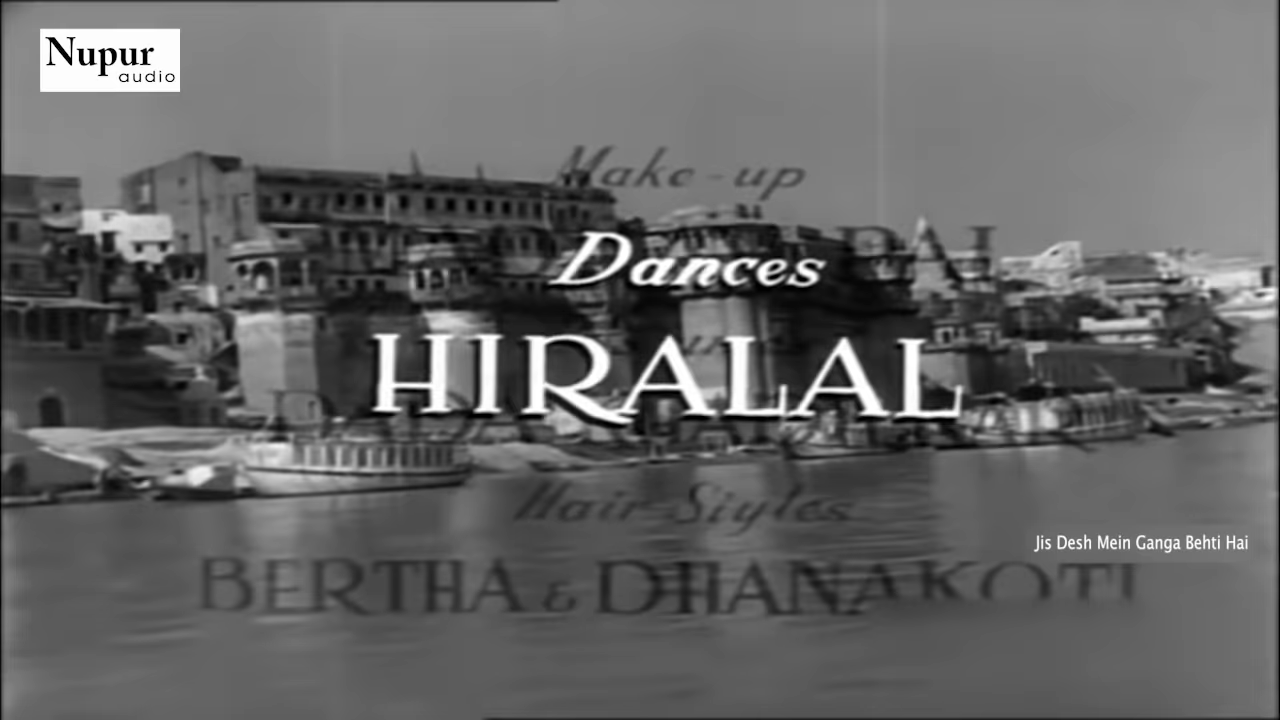 Nupur
audio
Make-up
Dances
HIRALAL
Hair Styles
Jis Desh Mein Ganga Behti Hai
BERTHA & DHANAKOTI